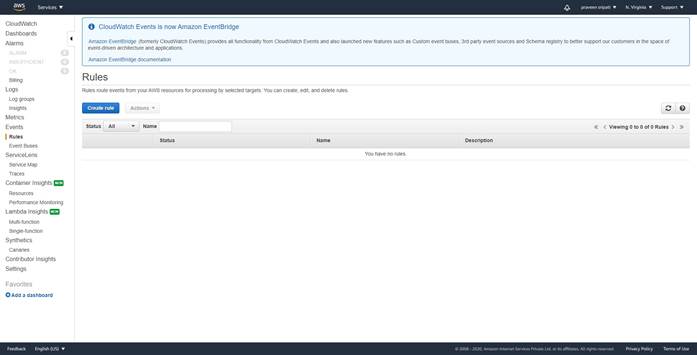 aws
Services
praveen sripati
N. Virginia
Support
CloudWatch
Dashboards
Alarms
ALARM 0
INSUFFICIENT 0
OK 0
Billing
Logs
Log groups
Insights
Metrics
Events
Rules
Event Buses
ServiceLens
Service Map
Traces
Container Insights NEW
Resources
Performance Monitoring
Lambda Insights NEW
Multi-function
Single-function
Synthetics
Canaries
Contributor Insights
Settings
Favorites
Add a dashboard
CloudWatch Events is now Amazon EventBridge
Amazon EventBridge (formerly CloudWatch Events) provides all functionality from CloudWatch Events and also launched new features such as Custom event buses, 3rd party event sources and Schema registry to better support our customers in the space of
event-driven architecture and applications.
Amazon EventBridge documentation
Rules
Rules route events from your AWS resources for processing by selected targets. You can create, edit, and delete rules.
Create rule
Actions
Status All Name
Viewing 0 to 0 of 0 Rules
Status Name Description
You have no rules.
Feedback English (US)
© 2008 - 2020, Amazon Internet Services Private Ltd. or its affiliates. All rights reserved. Privacy Policy Terms of Use